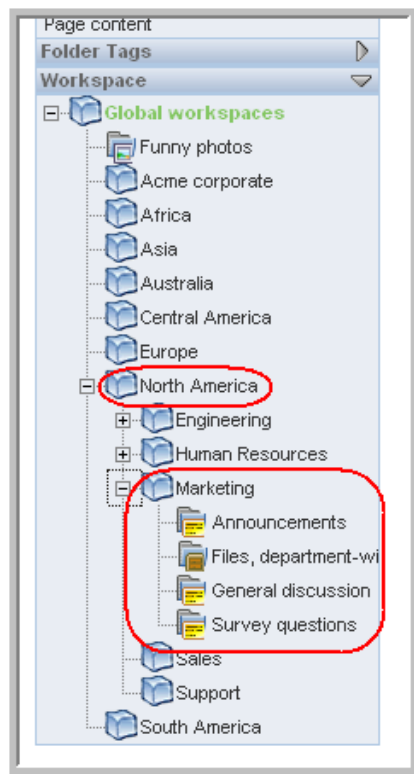 Page content
Folder Tags
Workspace
Global workspaces
Funny photos
Acme corporate
Africa
Asia
Australia
Central America
Europe
North America
Engineering
Human Resources
Marketing
Announcements
Files, department-wi
General discussion
Survey questions
Sales
Support
South America